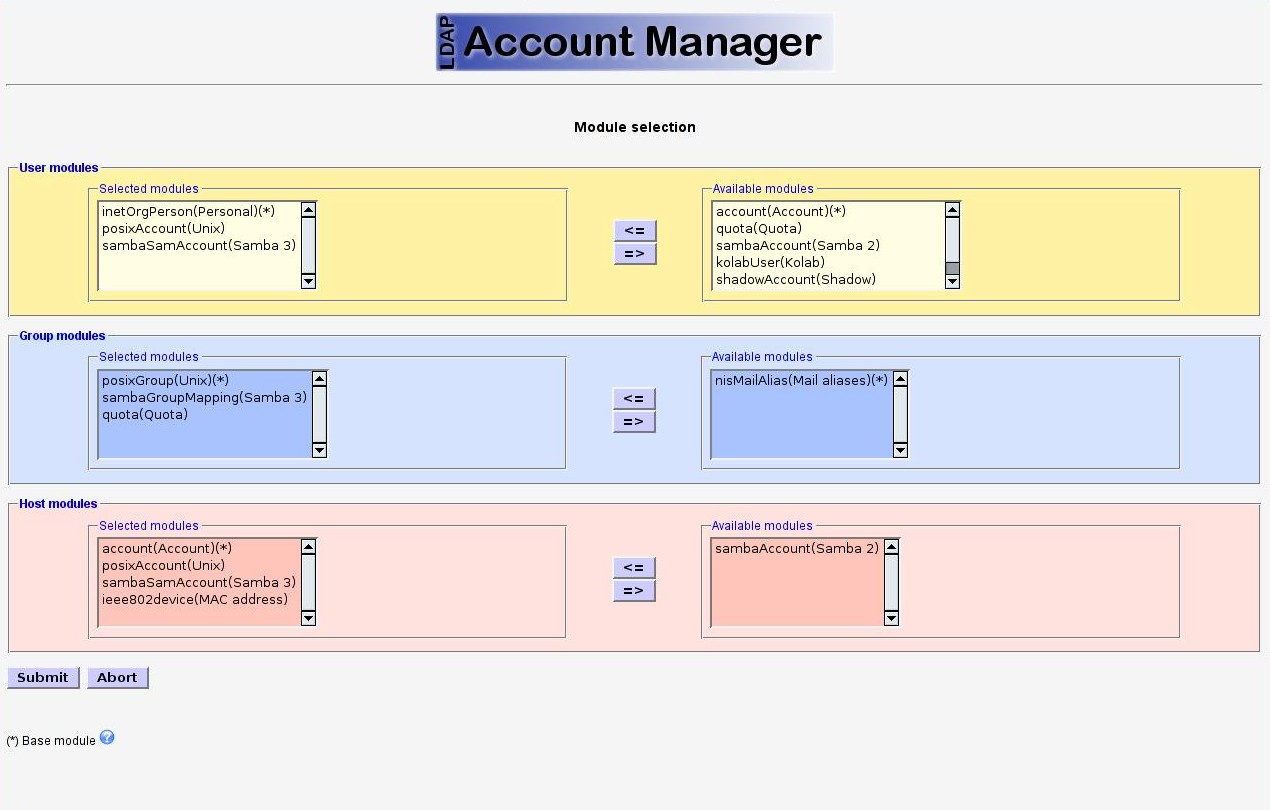 LDAP Account Manager
Module selection
User modules
Selected modules
inetOrgPerson(Personal)(*)
posixAccount(Unix)
sambaSamAccount(Samba 3)
<=
=>
Available modules
account(Account)(*)
quota(Quota)
sambaAccount(Samba 2)
kolabUser(Kolab)
shadowAccount(Shadow)
Group modules
Selected modules
posixGroup(Unix)(*)
sambaGroupMapping(Samba 3)
quota(Quota)
<=
=>
Available modules
nisMailAlias(Mail aliases)(*)
Host modules
Selected modules
account(Account)(*)
posixAccount(Unix)
sambaSamAccount(Samba 3)
ieee802device(MAC address)
<=
=>
Available modules
sambaAccount(Samba 2)
Submit Abort
(*) Base module ?